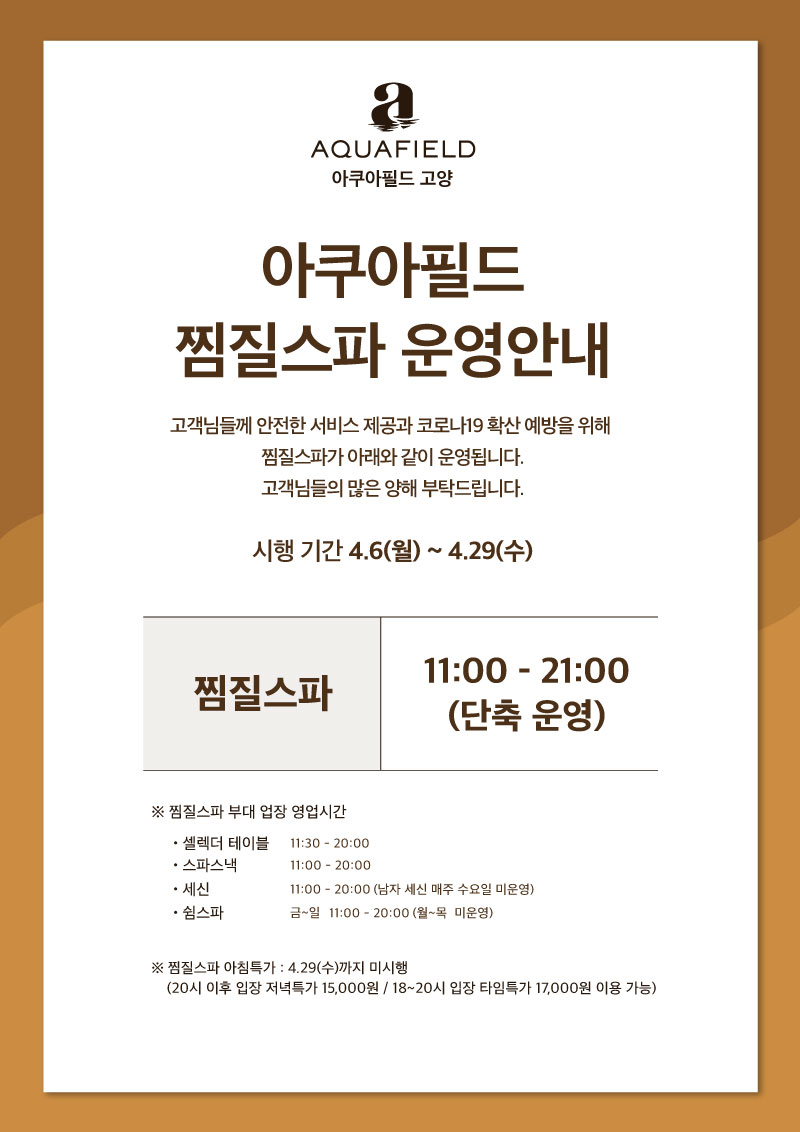 a
AQUAFIELD
아쿠아필드 고양
아쿠아필드
찜질스파 운영안내
고객님들께 안전한 서비스 제공과 코로나19 확산 예방을 위해
찜질스파가 아래와 같이 운영됩니다.
고객님들의 많은 양해 부탁드립니다.
시행 기간 4.6(월) ~ 4.29(수)
찜질스파
11:00 - 21:00
(단축 운영)
※ 찜질스파 부대 업장 영업시간
• 셀렉더 테이블 11:30 - 20:00
• 스파스낵 11:00 - 20:00
• 세신 11:00 - 20:00 (남자 세신 매주 수요일 미운영)
• 쉼스파 금~일 11:00 - 20:00 (월~목 미운영)
※ 찜질스파 아침특가 : 4.29(수)까지 미시행
(20시 이후 입장 저녁특가 15,000원 / 18~20시 입장 타임특가 17,000원 이용 가능)